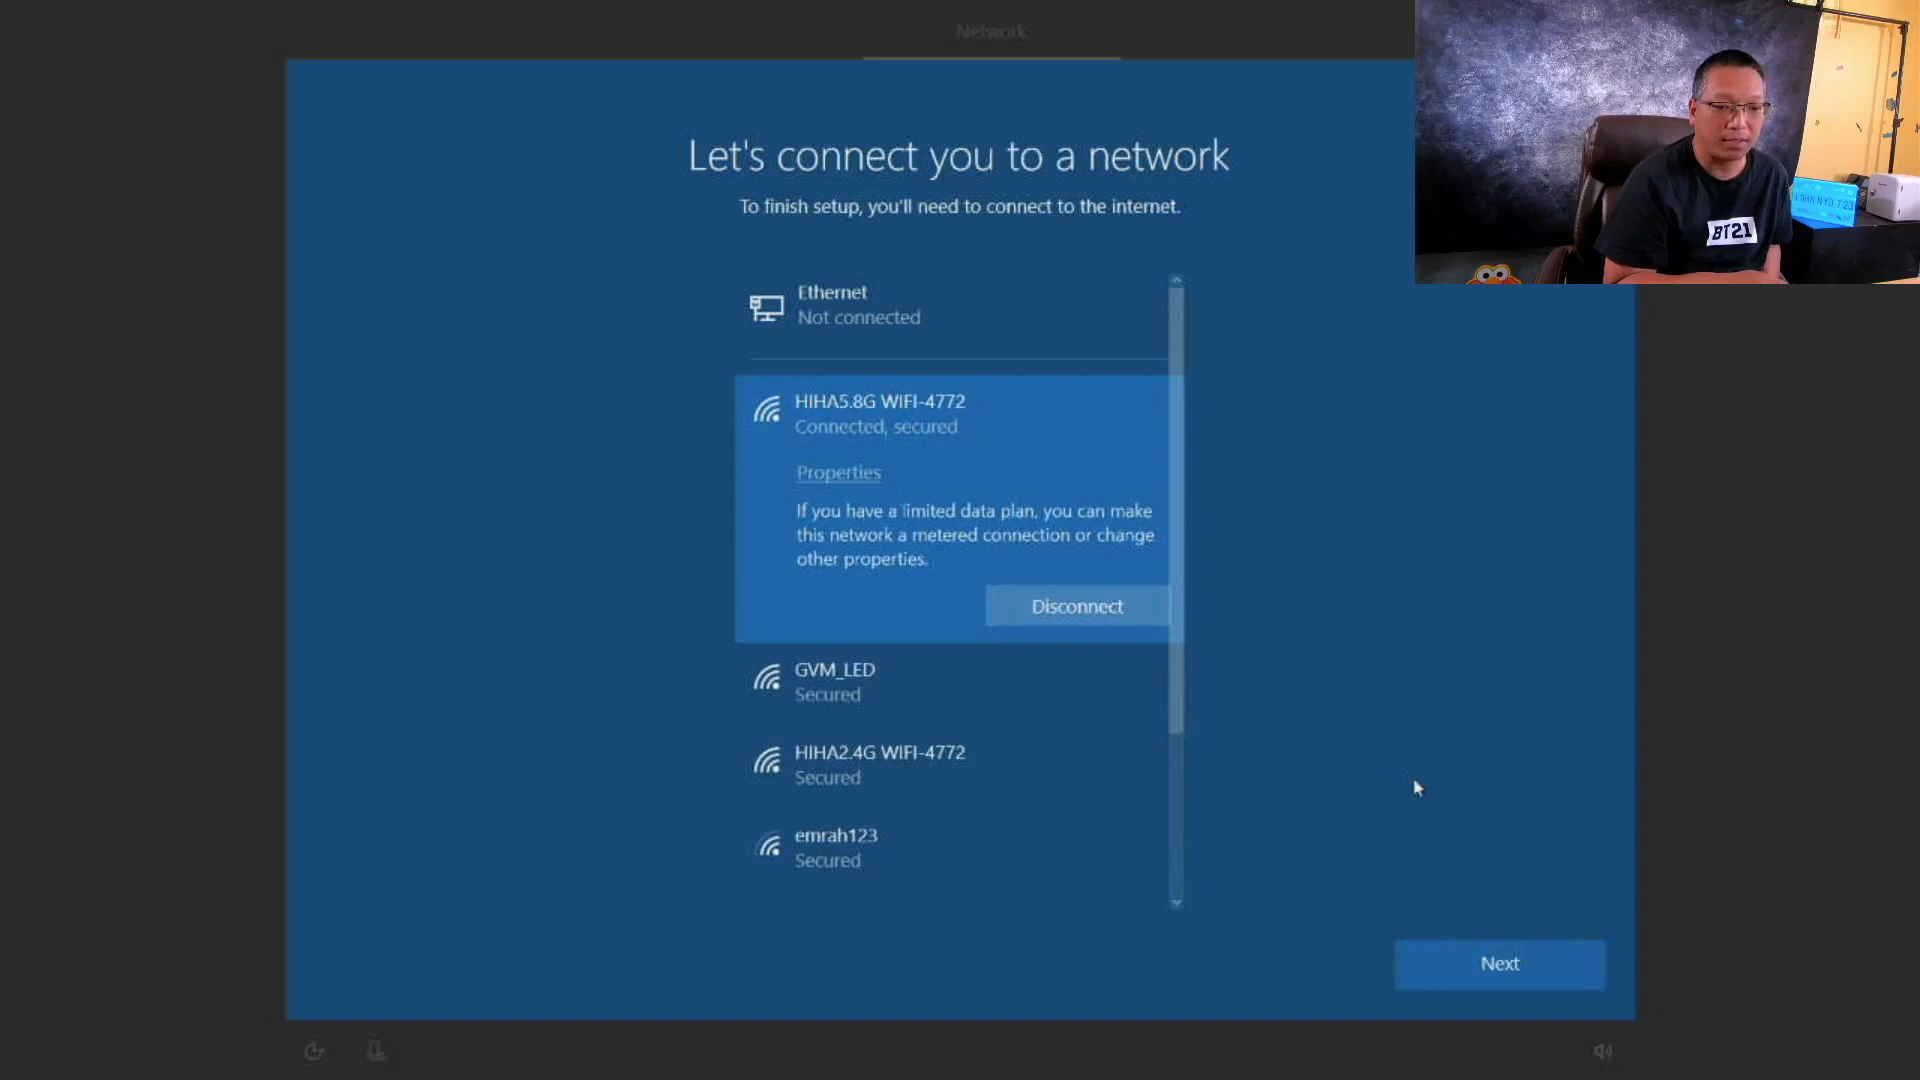 Network
Let's connect you to a network
To finish setup, you'll need to connect to the internet.
Ethernet
Not connected
HIHA5.8G WIFI-4772
Connected, secured
Properties
If you have a limited data plan, you can make
this network a metered connection or change
other properties.
Disconnect
GVM_LED
Secured
HIHA2.4G WIFI-4772
Secured
emrah123
Secured
Next
BT21